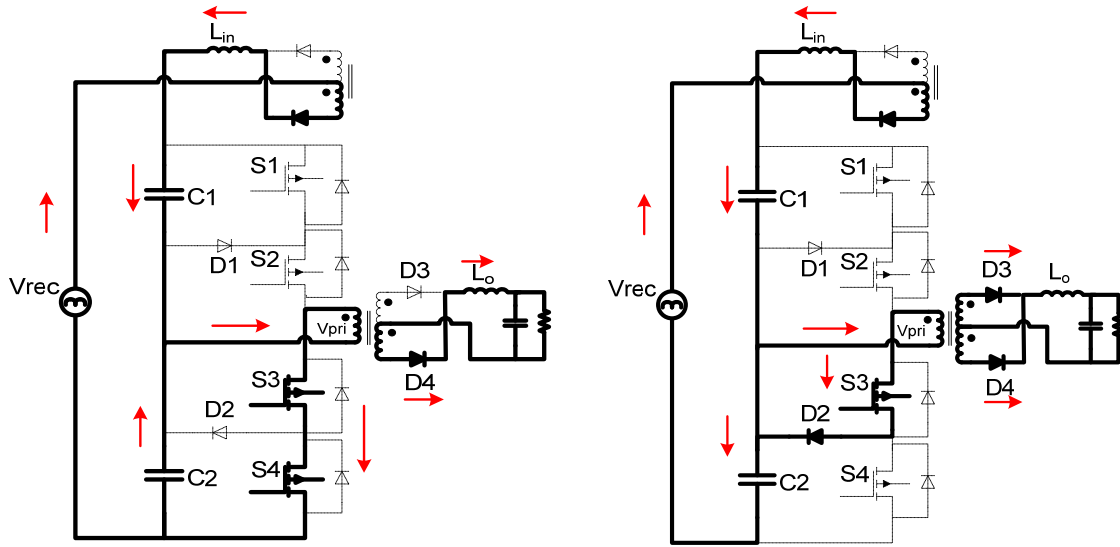 Lin
C1
S1
D1
S2
Vrec
D3
Lo
Vpri
D4
S3
D2
C2
S4
Lin
C1
S1
D1
S2
Vrec
D3
Lo
Vpri
D4
S3
D2
C2
S4